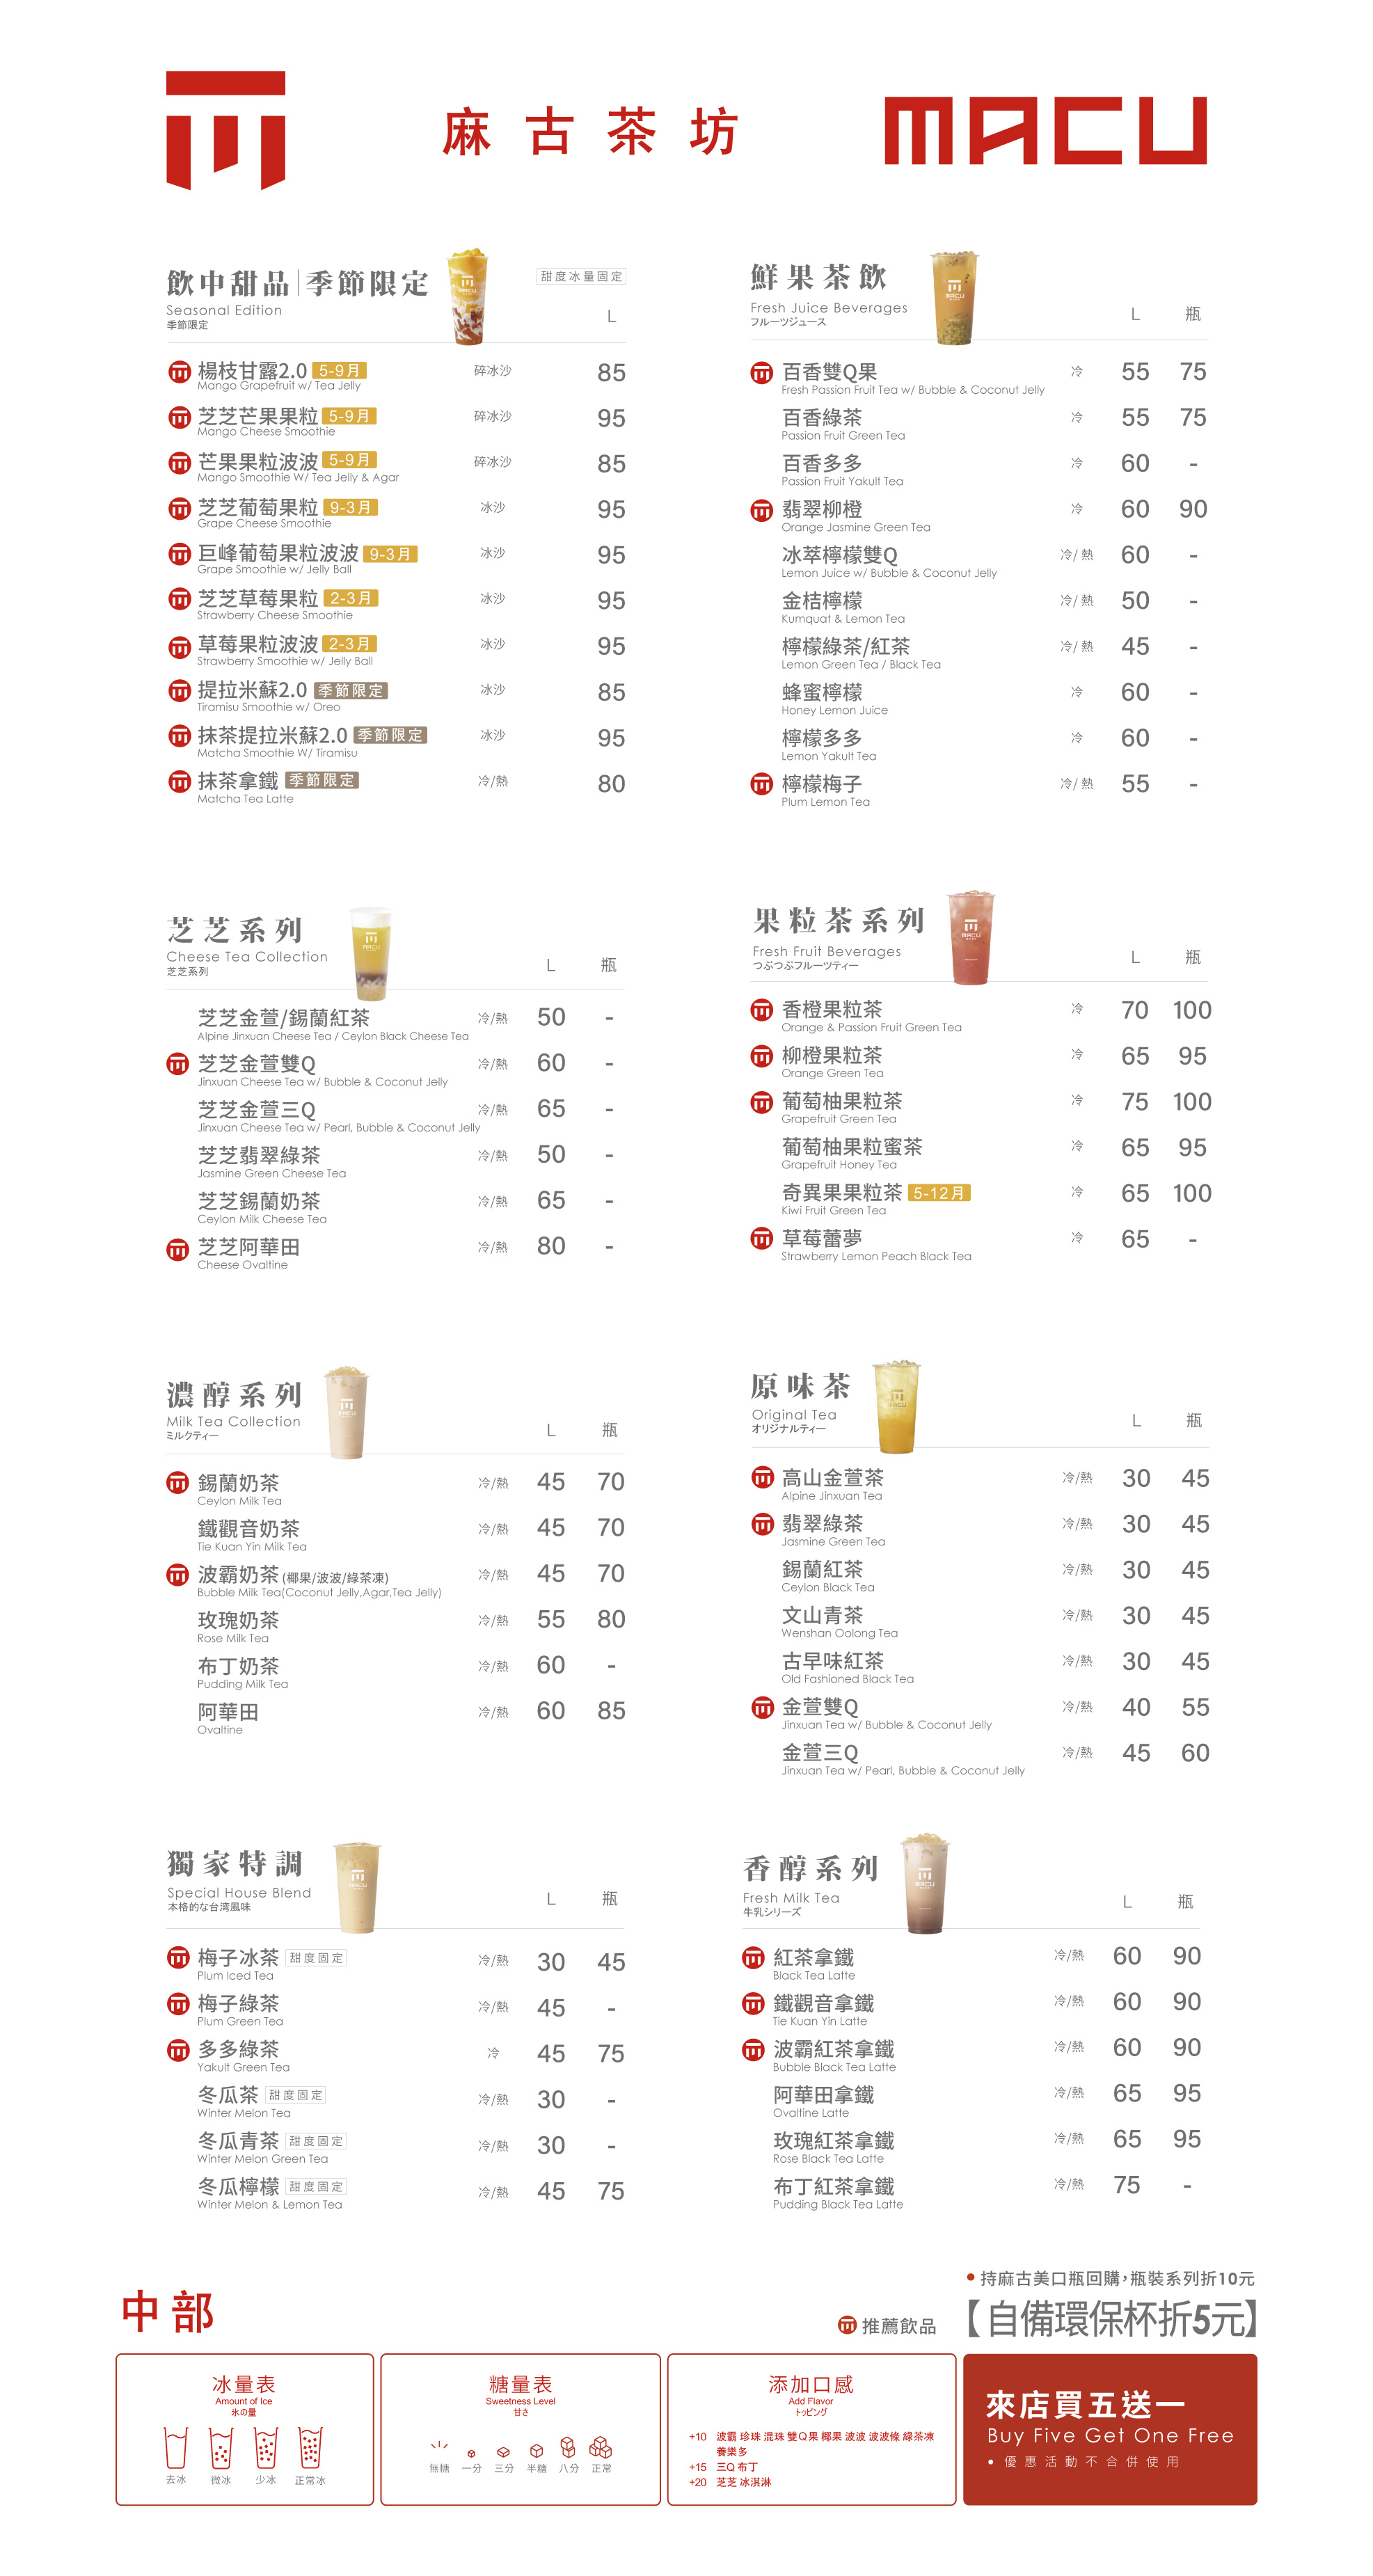 麻古茶坊
MACU
飲中甜品|季節限定
Seasonal Edition
季節限定
甜度冰量固定
L
楊枝甘露2.0 5-9月 碎冰沙 85
Mango Grapefruit w/ Tea Jelly
芝芝芒果果粒 5-9月 碎冰沙 95
Mango Cheese Smoothie
芒果果粒波波 5-9月 碎冰沙 85
Mango Smoothie W/ Tea Jelly & Agar
芝芝葡萄果粒 9-3月 冰沙 95
Grape Cheese Smoothie
巨峰葡萄果粒波波 9-3月 冰沙 95
Grape Smoothie w/ Jelly Ball
芝芝草莓果粒 2-3月 冰沙 95
Strawberry Cheese Smoothie
草莓果粒波波 2-3月 冰沙 95
Strawberry Smoothie w/ Jelly Ball
提拉米蘇2.0 季節限定 冰沙 85
Tiramisu Smoothie w/ Oreo
抹茶提拉米蘇2.0 季節限定 冰沙 95
Matcha Smoothie W/ Tiramisu
抹茶拿鐵 季節限定 冷/熱 80
Matcha Tea Latte
鮮果茶飲
Fresh Juice Beverages
フルーツジュース
L 瓶
百香雙Q果 冷 55 75
Fresh Passion Fruit Tea w/ Bubble & Coconut Jelly
百香綠茶 冷 55 75
Passion Fruit Green Tea
百香多多 冷 60 -
Passion Fruit Yakult Tea
翡翠柳橙 冷 60 90
Orange Jasmine Green Tea
冰萃檸檬雙Q 冷/熱 60 -
Lemon Juice w/ Bubble & Coconut Jelly
金桔檸檬 冷/熱 50 -
Kumquat & Lemon Tea
檸檬綠茶/紅茶 冷/熱 45 -
Lemon Green Tea / Black Tea
蜂蜜檸檬 冷 60 -
Honey Lemon Juice
檸檬多多 冷 60 -
Lemon Yakult Tea
檸檬梅子 冷/熱 55 -
Plum Lemon Tea
芝芝系列
Cheese Tea Collection
芝芝系列
L 瓶
芝芝金萱/錫蘭紅茶 冷/熱 50 -
Alpine Jinxuan Cheese Tea / Ceylon Black Cheese Tea
芝芝金萱雙Q 冷/熱 60 -
Jinxuan Cheese Tea w/ Bubble & Coconut Jelly
芝芝金萱三Q 冷/熱 65 -
Jinxuan Cheese Tea w/ Pearl, Bubble & Coconut Jelly
芝芝翡翠綠茶 冷/熱 50 -
Jasmine Green Cheese Tea
芝芝錫蘭奶茶 冷/熱 65 -
Ceylon Milk Cheese Tea
芝芝阿華田 冷/熱 80 -
Cheese Ovaltine
果粒茶系列
Fresh Fruit Beverages
つぶつぶフルーツティー
L 瓶
香橙果粒茶 冷 70 100
Orange & Passion Fruit Green Tea
柳橙果粒茶 冷 65 95
Orange Green Tea
葡萄柚果粒茶 冷 75 100
Grapefruit Green Tea
葡萄柚果粒蜜茶 冷 65 95
Grapefruit Honey Tea
奇異果果粒茶 5-12月 冷 65 100
Kiwi Fruit Green Tea
草莓蕾夢 冷 65 -
Strawberry Lemon Peach Black Tea
濃醇系列
Milk Tea Collection
ミルクティー
L 瓶
錫蘭奶茶 冷/熱 45 70
Ceylon Milk Tea
鐵觀音奶茶 冷/熱 45 70
Tie Kuan Yin Milk Tea
波霸奶茶(椰果/波波/綠茶凍) 冷/熱 45 70
Bubble Milk Tea(Coconut Jelly,Agar,Tea Jelly)
玫瑰奶茶 冷/熱 55 80
Rose Milk Tea
布丁奶茶 冷/熱 60 -
Pudding Milk Tea
阿華田 冷/熱 60 85
Ovaltine
原味茶
Original Tea
オリジナルティー
L 瓶
高山金萱茶 冷/熱 30 45
Alpine Jinxuan Tea
翡翠綠茶 冷/熱 30 45
Jasmine Green Tea
錫蘭紅茶 冷/熱 30 45
Ceylon Black Tea
文山青茶 冷/熱 30 45
Wenshan Oolong Tea
古早味紅茶 冷/熱 30 45
Old Fashioned Black Tea
金萱雙Q 冷/熱 40 55
Jinxuan Tea w/ Bubble & Coconut Jelly
金萱三Q 冷/熱 45 60
Jinxuan Tea w/ Pearl, Bubble & Coconut Jelly
獨家特調
Special House Blend
本格的な台湾風味
L 瓶
梅子冰茶 甜度固定 冷/熱 30 45
Plum Iced Tea
梅子綠茶 冷/熱 45 -
Plum Green Tea
多多綠茶 冷 45 75
Yakult Green Tea
冬瓜茶 甜度固定 冷/熱 30 -
Winter Melon Tea
冬瓜青茶 甜度固定 冷/熱 30 -
Winter Melon Green Tea
冬瓜檸檬 甜度固定 冷/熱 45 75
Winter Melon & Lemon Tea
香醇系列
Fresh Milk Tea
牛乳シリーズ
L 瓶
紅茶拿鐵 冷/熱 60 90
Black Tea Latte
鐵觀音拿鐵 冷/熱 60 90
Tie Kuan Yin Latte
波霸紅茶拿鐵 冷/熱 60 90
Bubble Black Tea Latte
阿華田拿鐵 冷/熱 65 95
Ovaltine Latte
玫瑰紅茶拿鐵 冷/熱 65 95
Rose Black Tea Latte
布丁紅茶拿鐵 冷/熱 75 -
Pudding Black Tea Latte
中部
推薦飲品
• 持麻古美口瓶回購,瓶裝系列折10元
【自備環保杯折5元】
冰量表
Amount of Ice
氷の量
去冰 微冰 少冰 正常冰
糖量表
Sweetness Level
甘さ
無糖 一分 三分 半糖 八分 正常
添加口感
Add Flavor
トッピング
+10 波霸 珍珠 混珠 雙Q果 椰果 波波 波波條 綠茶凍
養樂多
+15 三Q 布丁
+20 芝芝 冰淇淋
來店買五送一
Buy Five Get One Free
• 優惠活動不合併使用